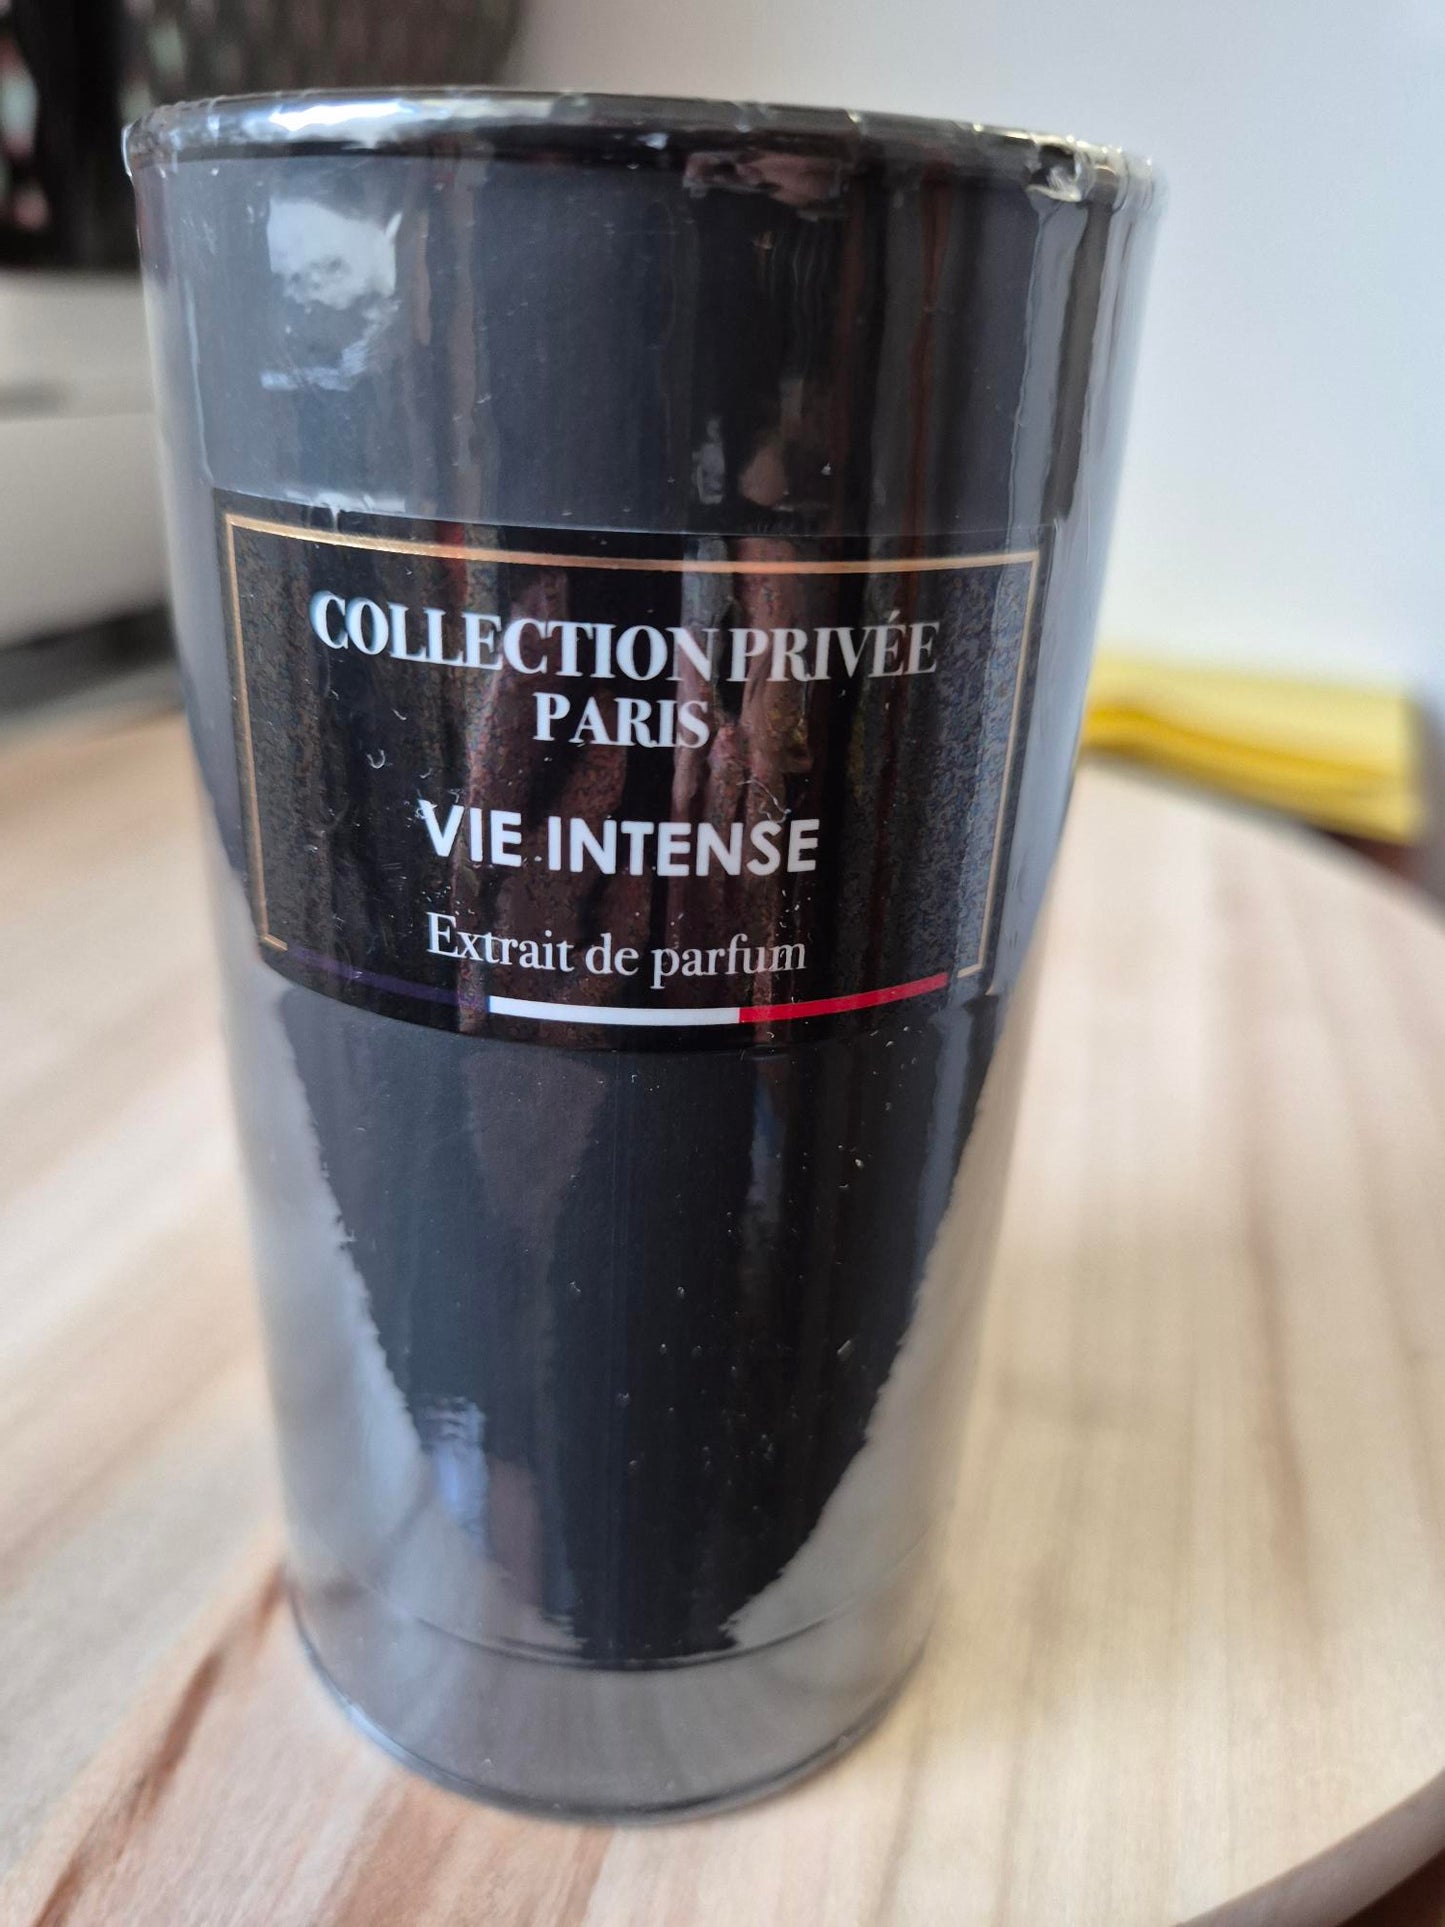 COLLECTION PRIVÉE
PARIS
VIE INTENSE
Extrait de parfum